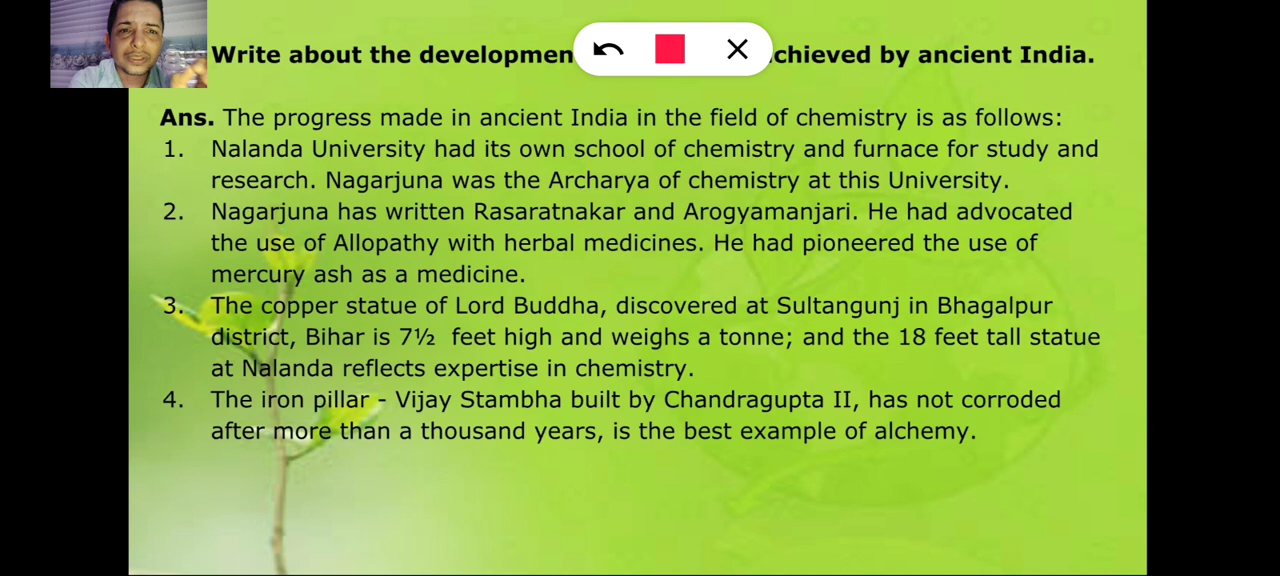 Write about the developmen chieved by ancient India.
Ans. The progress made in ancient India in the field of chemistry is as follows:
1. Nalanda University had its own school of chemistry and furnace for study and
research. Nagarjuna was the Archarya of chemistry at this University.
2. Nagarjuna has written Rasaratnakar and Arogyamanjari. He had advocated
the use of Allopathy with herbal medicines. He had pioneered the use of
mercury ash as a medicine.
3. The copper statue of Lord Buddha, discovered at Sultangunj in Bhagalpur
district, Bihar is 7½ feet high and weighs a tonne; and the 18 feet tall statue
at Nalanda reflects expertise in chemistry.
4. The iron pillar - Vijay Stambha built by Chandragupta II, has not corroded
after more than a thousand years, is the best example of alchemy.